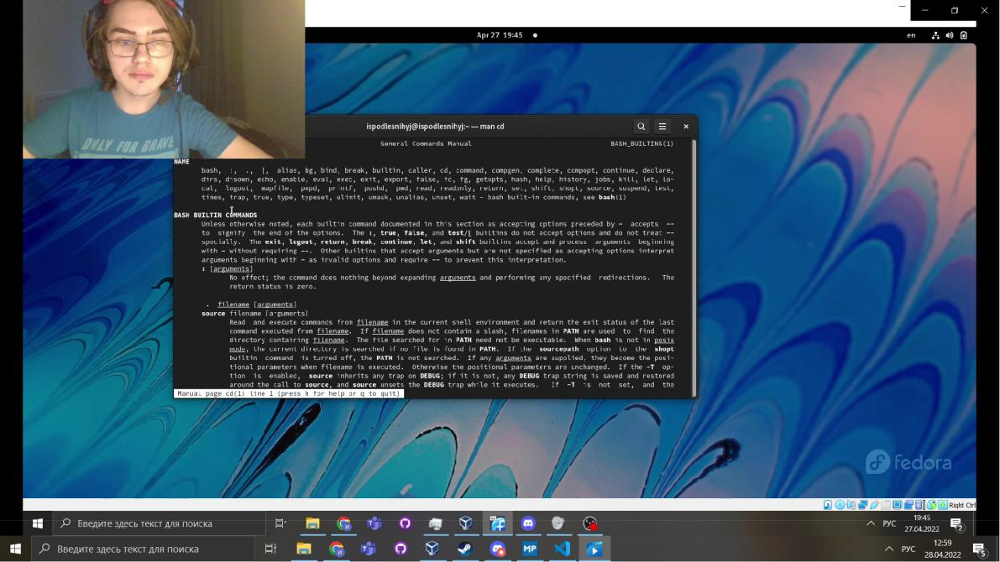 Apr 27 19:45
en
ispodlesnihyj@ispodlesnihyj:~ — man cd
General Commands Manual BASH_BUILTINS(1)
ONLY FOR BRAVE
NAME
bash, :, ., [, alias, bg, bind, break, builtin, caller, cd, command, compgen, complete, compopt, continue, declare,
dirs, disown, echo, enable, eval, exec, exit, export, false, fc, fg, getopts, hash, help, history, jobs, kill, let, lo-
cal, logout, mapfile, popd, printf, pushd, pwd, read, readonly, return, set, shift, shopt, source, suspend, test,
times, trap, true, type, typeset, ulimit, umask, unalias, unset, wait - bash built-in commands, see bash(1)
BASH BUILTIN COMMANDS
Unless otherwise noted, each builtin command documented in this section as accepting options preceded by - accepts --
to signify the end of the options. The :, true, false, and test/[ builtins do not accept options and do not treat --
specially. The exit, logout, return, break, continue, let, and shift builtins accept and process arguments beginning
with - without requiring --. Other builtins that accept arguments but are not specified as accepting options interpret
arguments beginning with - as invalid options and require -- to prevent this interpretation.
: [arguments]
No effect; the command does nothing beyond expanding arguments and performing any specified redirections. The
return status is zero.
. filename [arguments]
source filename [arguments]
Read and execute commands from filename in the current shell environment and return the exit status of the last
command executed from filename. If filename does not contain a slash, filenames in PATH are used to find the
directory containing filename. The file searched for in PATH need not be executable. When bash is not in posix
mode, the current directory is searched if no file is found in PATH. If the sourcepath option to the shopt
builtin command is turned off, the PATH is not searched. If any arguments are supplied, they become the posi-
tional parameters when filename is executed. Otherwise the positional parameters are unchanged. If the -T op-
tion is enabled, source inherits any trap on DEBUG; if it is not, any DEBUG trap string is saved and restored
around the call to source, and source unsets the DEBUG trap while it executes. If -T is not set, and the
Manual page cd(1) line 1 (press h for help or q to quit)
fedora
Right Ctrl
Введите здесь текст для поиска
РУС
19:45
27.04.2022
2
Введите здесь текст для поиска
MP
РУС
12:59
28.04.2022
5